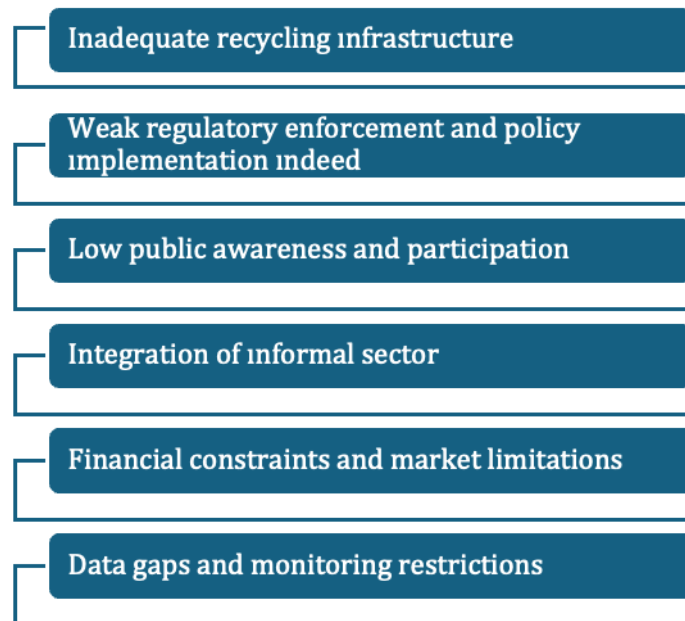 Inadequate recycling ınfrastructure
Weak regulatory enforcement and policy
ımplementation ındeed
Low public awareness and participation
Integration of ınformal sector
Financial constraints and market limitations
Data gaps and monitoring restrictions